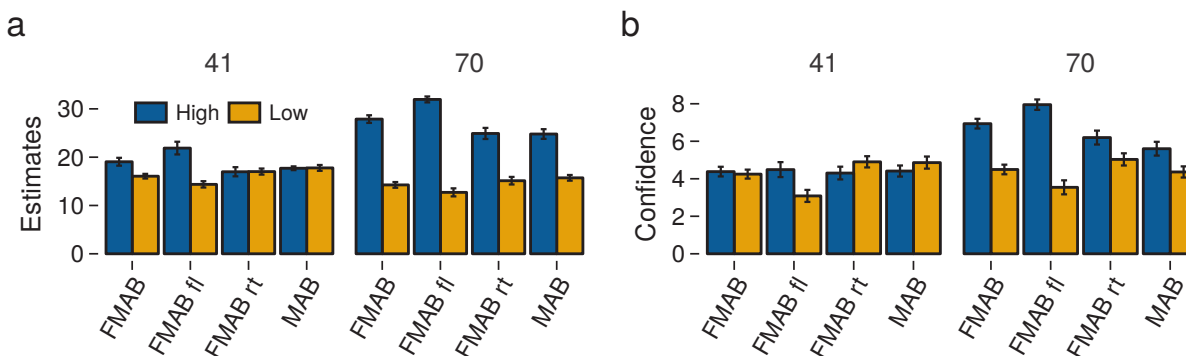 a
41
70
High
Low
Estimates
30
20
10
0
FMAB
FMAB fl
FMAB rt
MAB
FMAB
FMAB fl
FMAB rt
MAB
b
41
70
Confidence
8
6
4
2
0
FMAB
FMAB fl
FMAB rt
MAB
FMAB
FMAB fl
FMAB rt
MAB